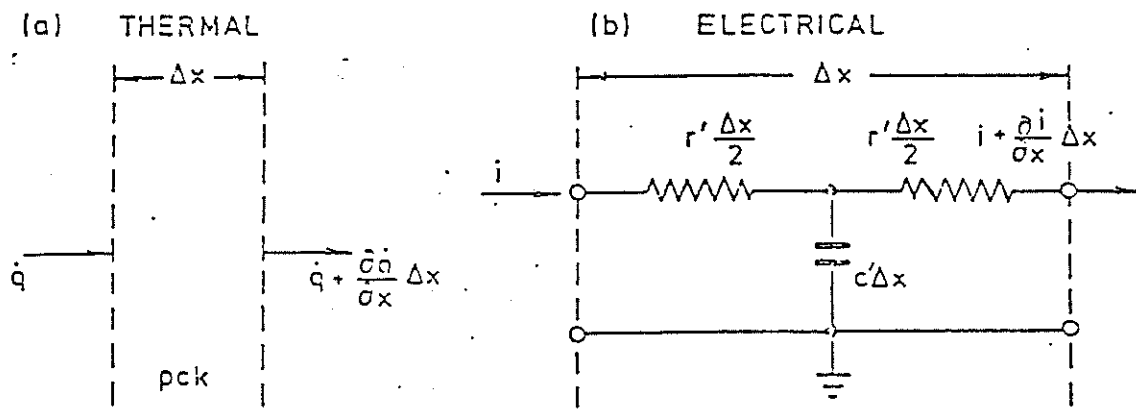 (a) THERMAL
Δx
q̇
q̇ + ∂q̇/∂x Δx
ρck
(b) ELECTRICAL
Δx
r′ Δx/2
r′ Δx/2
i + ∂i/∂x Δx
i
c′Δx